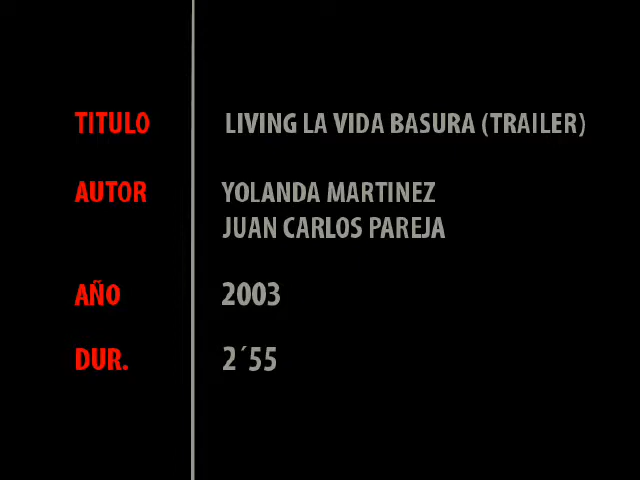 TITULO LIVING LA VIDA BASURA (TRAILER)
AUTOR YOLANDA MARTINEZ
JUAN CARLOS PAREJA
AÑO 2003
DUR. 2´55